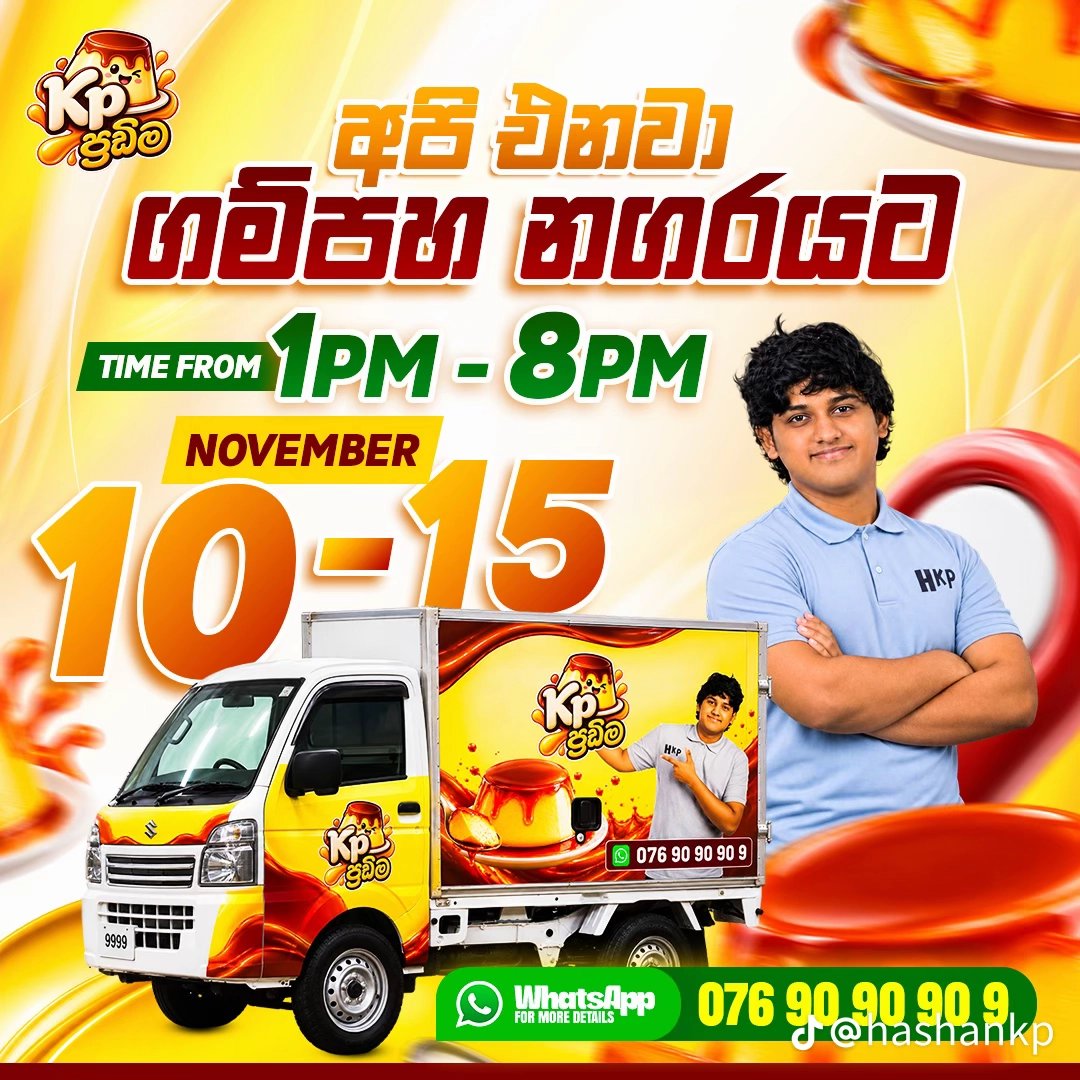 Kp
ප්‍රඩිම
අපි එනවා
ගම්පහ නගරයට
TIME FROM 1PM - 8PM
NOVEMBER
10-15
HKP
Kp
ප්‍රඩිම
HKP
076 90 90 90 9
Kp
ප්‍රඩිම
9999
WhatsApp
FOR MORE DETAILS
076 90 90 90 9
@hashankp